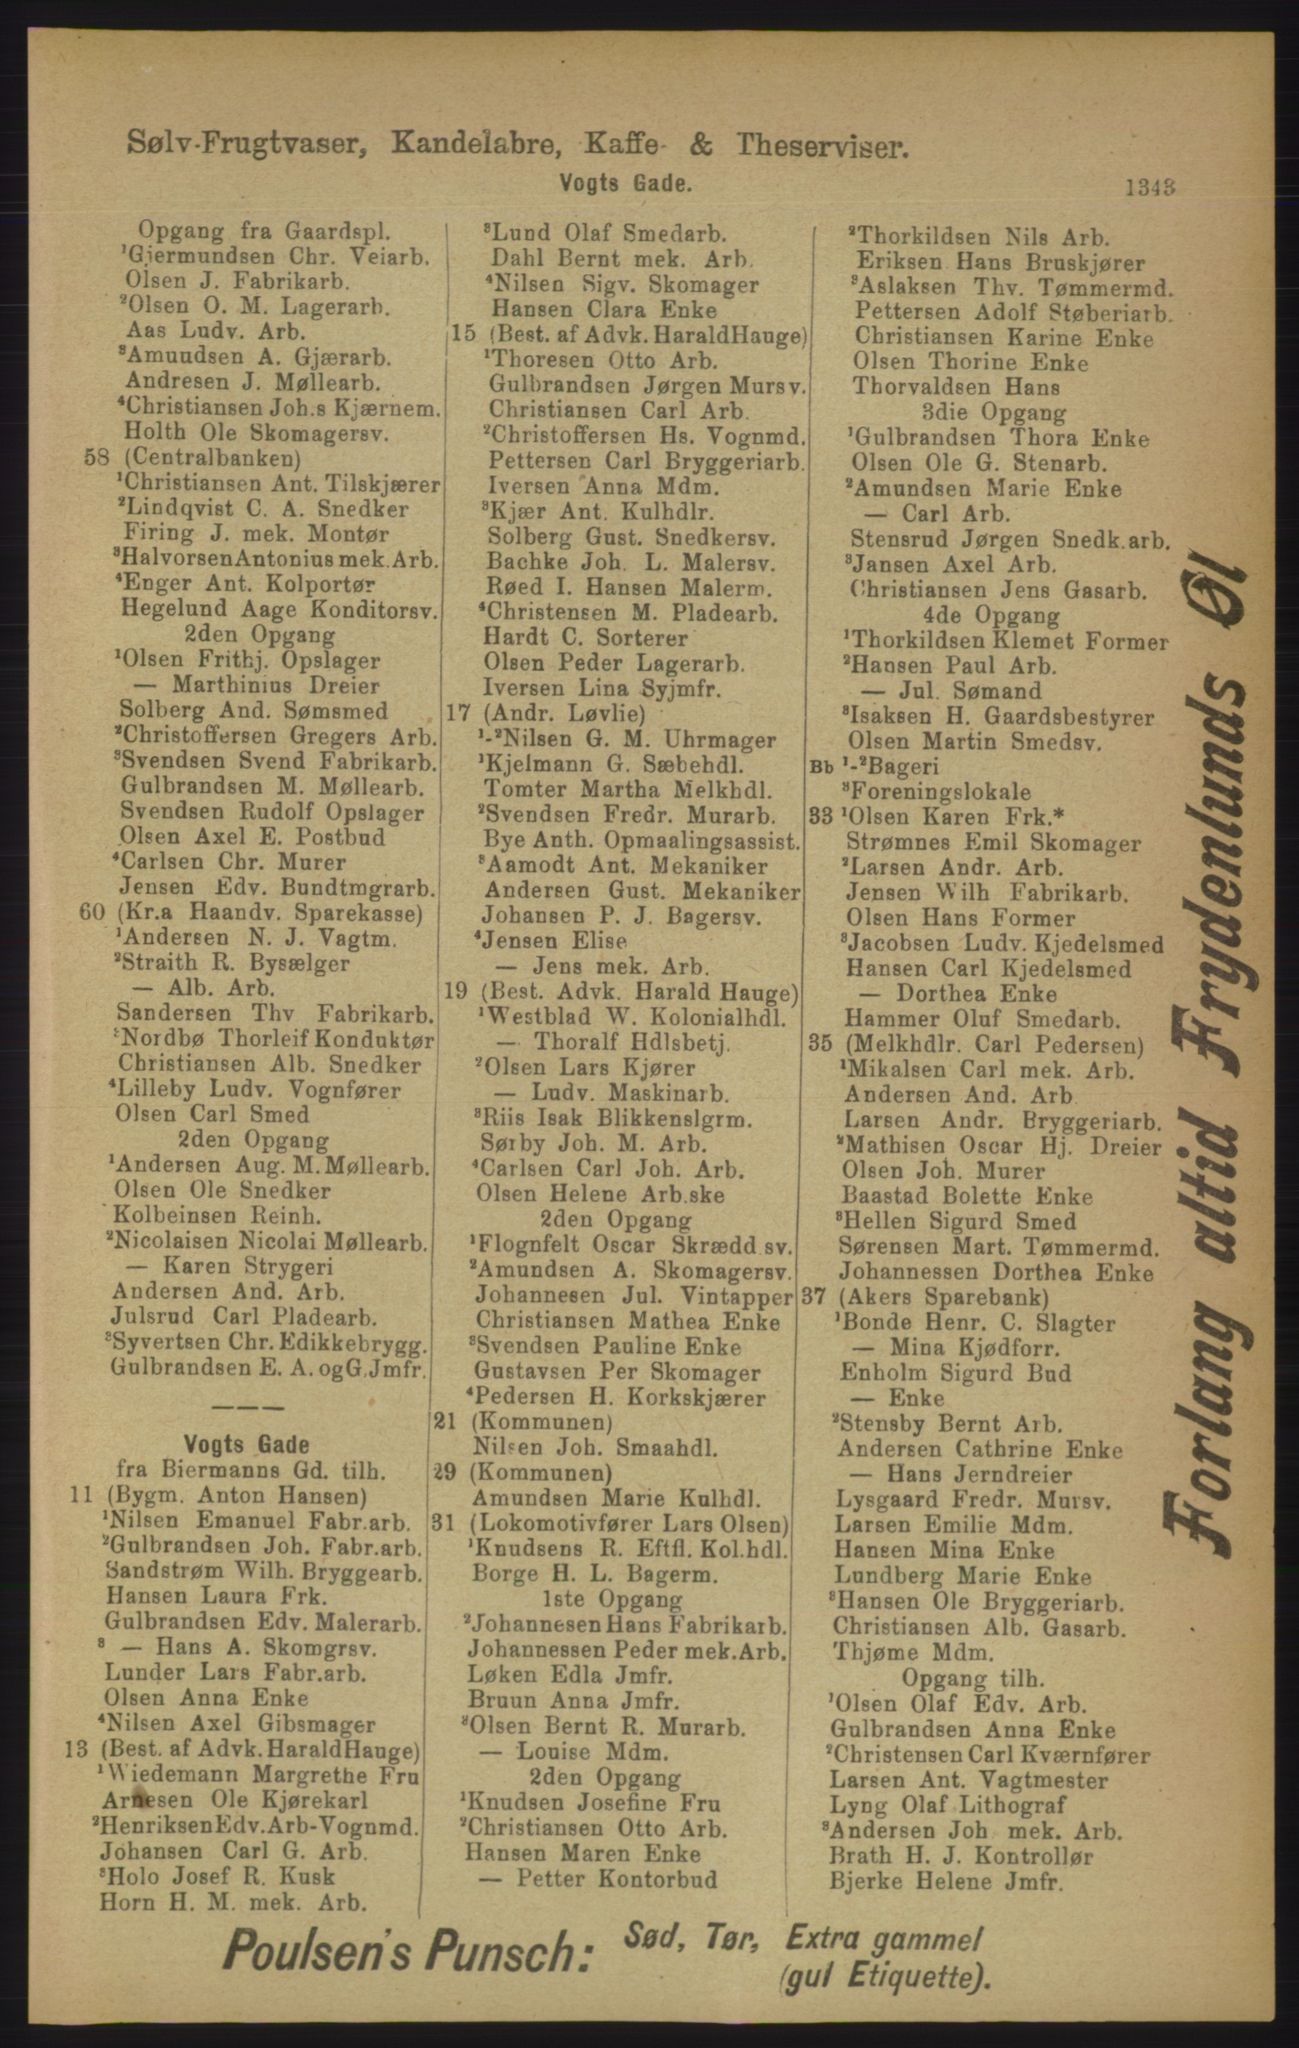 Sølv-Frugtvaser, Kandelabre, Kaffe- & Theserviser.
Vogts Gade.
1343
Opgang fra Gaardspl.
¹Gjermundsen Chr. Veiarb.
Olsen J. Fabrikarb.
²Olsen O. M. Lagerarb.
Aas Ludv. Arb.
³Amuudsen A. Gjærarb.
Andresen J. Møllearb.
⁴Christiansen Joh.s Kjærnem.
Holth Ole Skomagersv.
58 (Centralbanken)
¹Christiansen Ant. Tilskjærer
²Lindqvist C. A. Snedker
Firing J. mek. Montør
³Halvorsen Antonius mek. Arb.
⁴Enger Ant. Kolportør
Hegelund Aage Konditorsv.
2den Opgang
¹Olsen Frithj. Opslager
— Marthinius Dreier
Solberg And. Sømsmed
²Christoffersen Gregers Arb.
³Svendsen Svend Fabrikarb.
Gulbrandsen M. Møllearb.
Svendsen Rudolf Opslager
Olsen Axel E. Postbud
⁴Carlsen Chr. Murer
Jensen Edv. Bundtmgrarb.
60 (Kr.a Haandv. Sparekasse)
¹Andersen N. J. Vagtm.
²Straith R. Bysælger
— Alb. Arb.
Sandersen Thv Fabrikarb.
³Nordbø Thorleif Konduktør
Christiansen Alb. Snedker
⁴Lilleby Ludv. Vognfører
Olsen Carl Smed
2den Opgang
¹Andersen Aug. M. Møllearb.
Olsen Ole Snedker
Kolbeinsen Reinh.
²Nicolaisen Nicolai Møllearb.
— Karen Strygeri
Andersen And. Arb.
Julsrud Carl Pladearb.
³Syvertsen Chr. Edikkebrygg.
Gulbrandsen E. A. og G. Jmfr.
———
Vogts Gade
fra Biermanns Gd. tilh.
11 (Bygm. Anton Hansen)
¹Nilsen Emanuel Fabr.arb.
²Gulbrandsen Joh. Fabr.arb.
Sandstrøm Wilh. Bryggearb.
Hansen Laura Frk.
Gulbrandsen Edv. Malerarb.
³ — Hans A. Skomgrsv.
Lunder Lars Fabr.arb.
Olsen Anna Enke
⁴Nilsen Axel Gibsmager
13 (Best. af Advk. Harald Hauge)
¹Wiedemann Margrethe Fru
Arnesen Ole Kjørekarl
²Henriksen Edv. Arb-Vognmd.
Johansen Carl G. Arb.
³Holo Josef R. Kusk
Horn H. M. mek. Arb.
³Lund Olaf Smedarb.
Dahl Bernt mek. Arb.
⁴Nilsen Sigv. Skomager
Hansen Clara Enke
15 (Best. af Advk. Harald Hauge)
¹Thoresen Otto Arb.
Gulbrandsen Jørgen Mursv.
Christiansen Carl Arb.
²Christoffersen Hs. Vognmd.
Pettersen Carl Bryggeriarb.
Iversen Anna Mdm.
³Kjær Ant. Kulhdlr.
Solberg Gust. Snedkersv.
Bachke Joh. L. Malersv.
Røed I. Hansen Malerm.
⁴Christensen M. Pladearb.
Hardt C. Sorterer
Olsen Peder Lagerarb.
Iversen Lina Syjmfr.
17 (Andr. Løvlie)
¹-²Nilsen G. M. Uhrmager
¹Kjelmann G. Sæbehdl.
Tomter Martha Melkhdl.
²Svendsen Fredr. Murarb.
Bye Anth. Opmaalingsassist.
³Aamodt Ant. Mekaniker
Andersen Gust. Mekaniker
Johansen P. J. Bagersv.
⁴Jensen Elise
— Jens mek. Arb.
19 (Best. Advk. Harald Hauge)
¹Westblad W. Kolonialhdl.
— Thoralf Hdlsbetj.
²Olsen Lars Kjører
— Ludv. Maskinarb.
³Riis Isak Blikkenslgrm.
Sørby Joh. M. Arb.
⁴Carlsen Carl Joh. Arb.
Olsen Helene Arb.ske
2den Opgang
¹Flognfelt Oscar Skrædd.sv.
²Amundsen A. Skomagersv.
Johannesen Jul. Vintapper
Christiansen Mathea Enke
³Svendsen Pauline Enke
Gustavsen Per Skomager
⁴Pedersen H. Korkskjærer
21 (Kommunen)
Nilsen Joh. Smaahdl.
29 (Kommunen)
Amundsen Marie Kulhdl.
31 (Lokomotivfører Lars Olsen)
¹Knudsens R. Eftfl. Kol.hdl.
Borge H. L. Bagerm.
1ste Opgang
²Johannesen Hans Fabrikarb.
Johannessen Peder mek. Arb.
Løken Edla Jmfr.
Bruun Anna Jmfr.
³Olsen Bernt R. Murarb.
— Louise Mdm.
2den Opgang
¹Knudsen Josefine Fru
²Christiansen Otto Arb.
Hansen Maren Enke
— Petter Kontorbud
²Thorkildsen Nils Arb.
Eriksen Hans Bruskjører
³Aslaksen Thv. Tømmermd.
Pettersen Adolf Støberiarb.
Christiansen Karine Enke
Olsen Thorine Enke
Thorvaldsen Hans
3die Opgang
¹Gulbrandsen Thora Enke
Olsen Ole G. Stenarb.
²Amundsen Marie Enke
— Carl Arb.
Stensrud Jørgen Snedk.arb.
³Jansen Axel Arb.
Christiansen Jens Gasarb.
4de Opgang
¹Thorkildsen Klemet Former
²Hansen Paul Arb.
— Jul. Sømand
³Isaksen H. Gaardsbestyrer
Olsen Martin Smedsv.
Bb ¹-²Bageri
³Foreningslokale
33 ¹Olsen Karen Frk.*
Strømnes Emil Skomager
²Larsen Andr. Arb.
Jensen Wilh Fabrikarb.
Olsen Hans Former
³Jacobsen Ludv. Kjedelsmed
Hansen Carl Kjedelsmed
— Dorthea Enke
Hammer Oluf Smedarb.
35 (Melkhdlr. Carl Pedersen)
¹Mikalsen Carl mek. Arb.
Andersen And. Arb
Larsen Andr. Bryggeriarb.
²Mathisen Oscar Hj. Dreier
Olsen Joh. Murer
Baastad Bolette Enke
³Hellen Sigurd Smed
Sørensen Mart. Tømmermd.
Johannessen Dorthea Enke
37 (Akers Sparebank)
¹Bonde Henr. C. Slagter
— Mina Kjødforr.
Enholm Sigurd Bud
— Enke
²Stensby Bernt Arb.
Andersen Cathrine Enke
— Hans Jerndreier
Lysgaard Fredr. Mursv.
Larsen Emilie Mdm.
Hansen Mina Enke
Lundberg Marie Enke
³Hansen Ole Bryggeriarb.
Christiansen Alb. Gasarb.
Thjøme Mdm.
Opgang tilh.
¹Olsen Olaf Edv. Arb.
Gulbrandsen Anna Enke
²Christensen Carl Kværnfører
Larsen Ant. Vagtmester
Lyng Olaf Lithograf
³Andersen Joh mek. Arb.
Brath H. J. Kontrollør
Bjerke Helene Jmfr.
Forlang altid Frydenlunds Øl
Poulsen's Punsch: Sød, Tør, Extra gammel
(gul Etiquette).